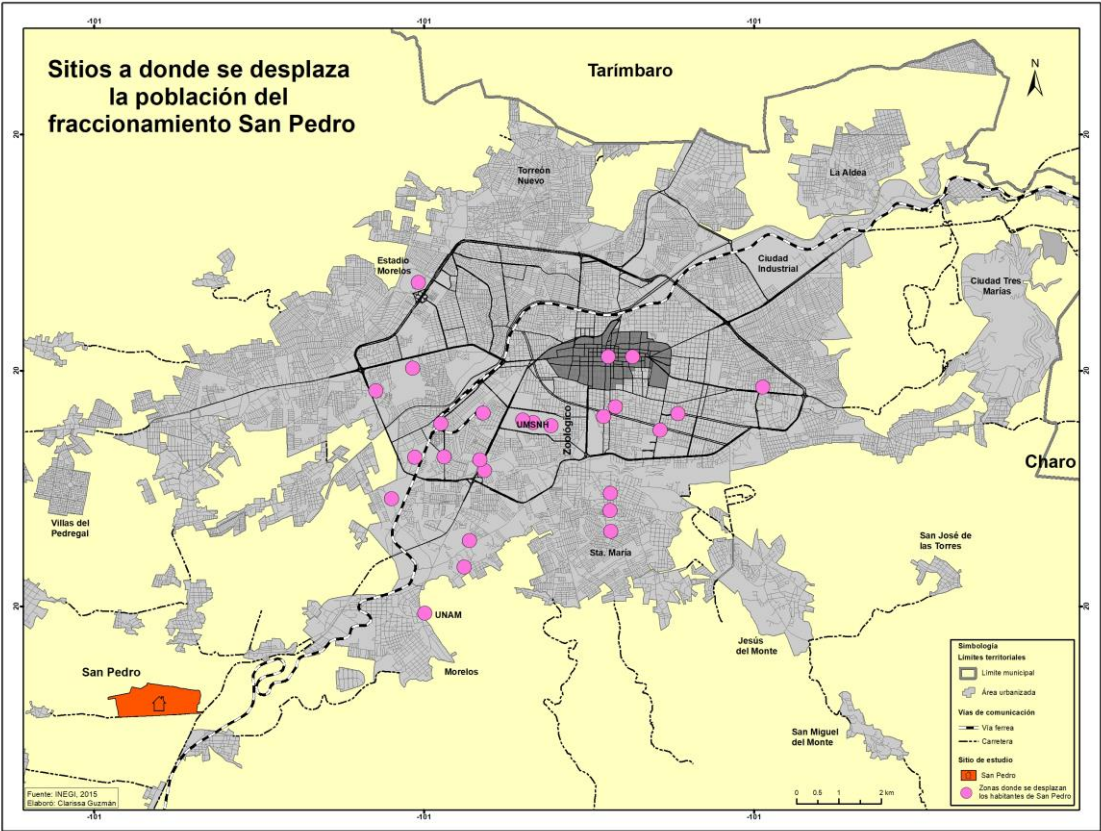 -101
-101
-101
Sitios a donde se desplaza
la población del
fraccionamiento San Pedro
Tarímbaro
N
20
20
Torreón
Nuevo
La Aldea
Estadio
Morelos
Ciudad
Industrial
Ciudad Tres
Marías
20
20
UMSNH
Zoológico
Charo
Villas del
Pedregal
Sta. María
San José de
las Torres
20
20
UNAM
Jesús
del Monte
San Pedro
Morelos
San Miguel
del Monte
Simbología
Límites territoriales
Límite municipal
Área urbanizada
Vías de comunicación
Vía ferrea
Carretera
Sitio de estudio
San Pedro
Zonas donde se desplazan
los habitantes de San Pedro
Fuente: INEGI, 2015
Elaboró: Clarissa Guzmán
0 0.5 1 2 km
-101
-101
-101